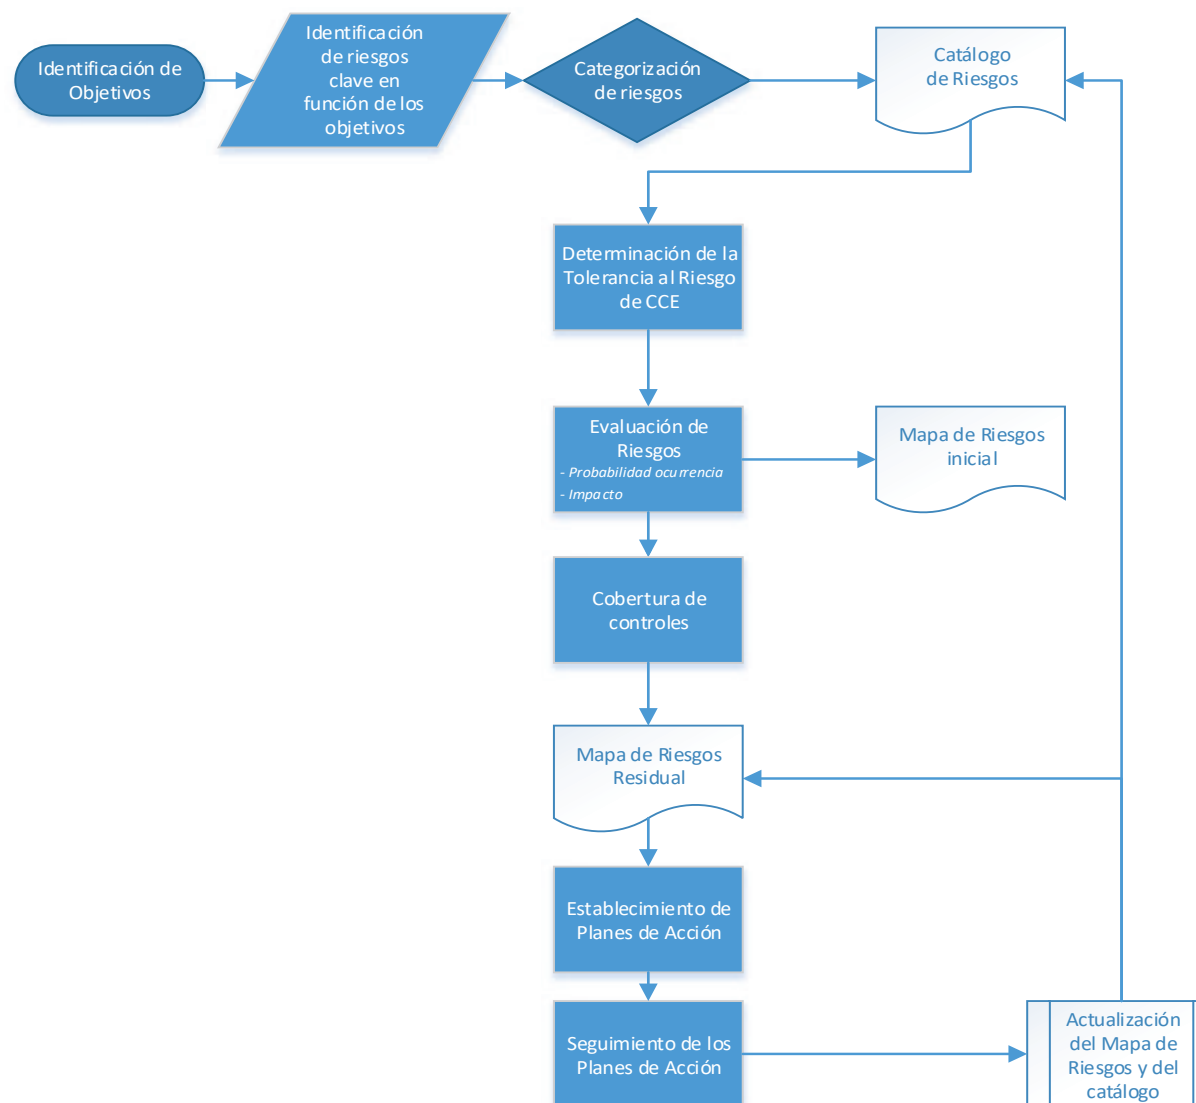 Identificación de
Objetivos
Identificación
de riesgos
clave en
función de los
objetivos
Categorización
de riesgos
Catálogo
de Riesgos
Determinación de la
Tolerancia al Riesgo
de CCE
Evaluación de
Riesgos
- Probabilidad ocurrencia
- Impacto
Mapa de Riesgos
inicial
Cobertura de
controles
Mapa de Riesgos
Residual
Establecimiento de
Planes de Acción
Seguimiento de los
Planes de Acción
Actualización
del Mapa de
Riesgos y del
catálogo